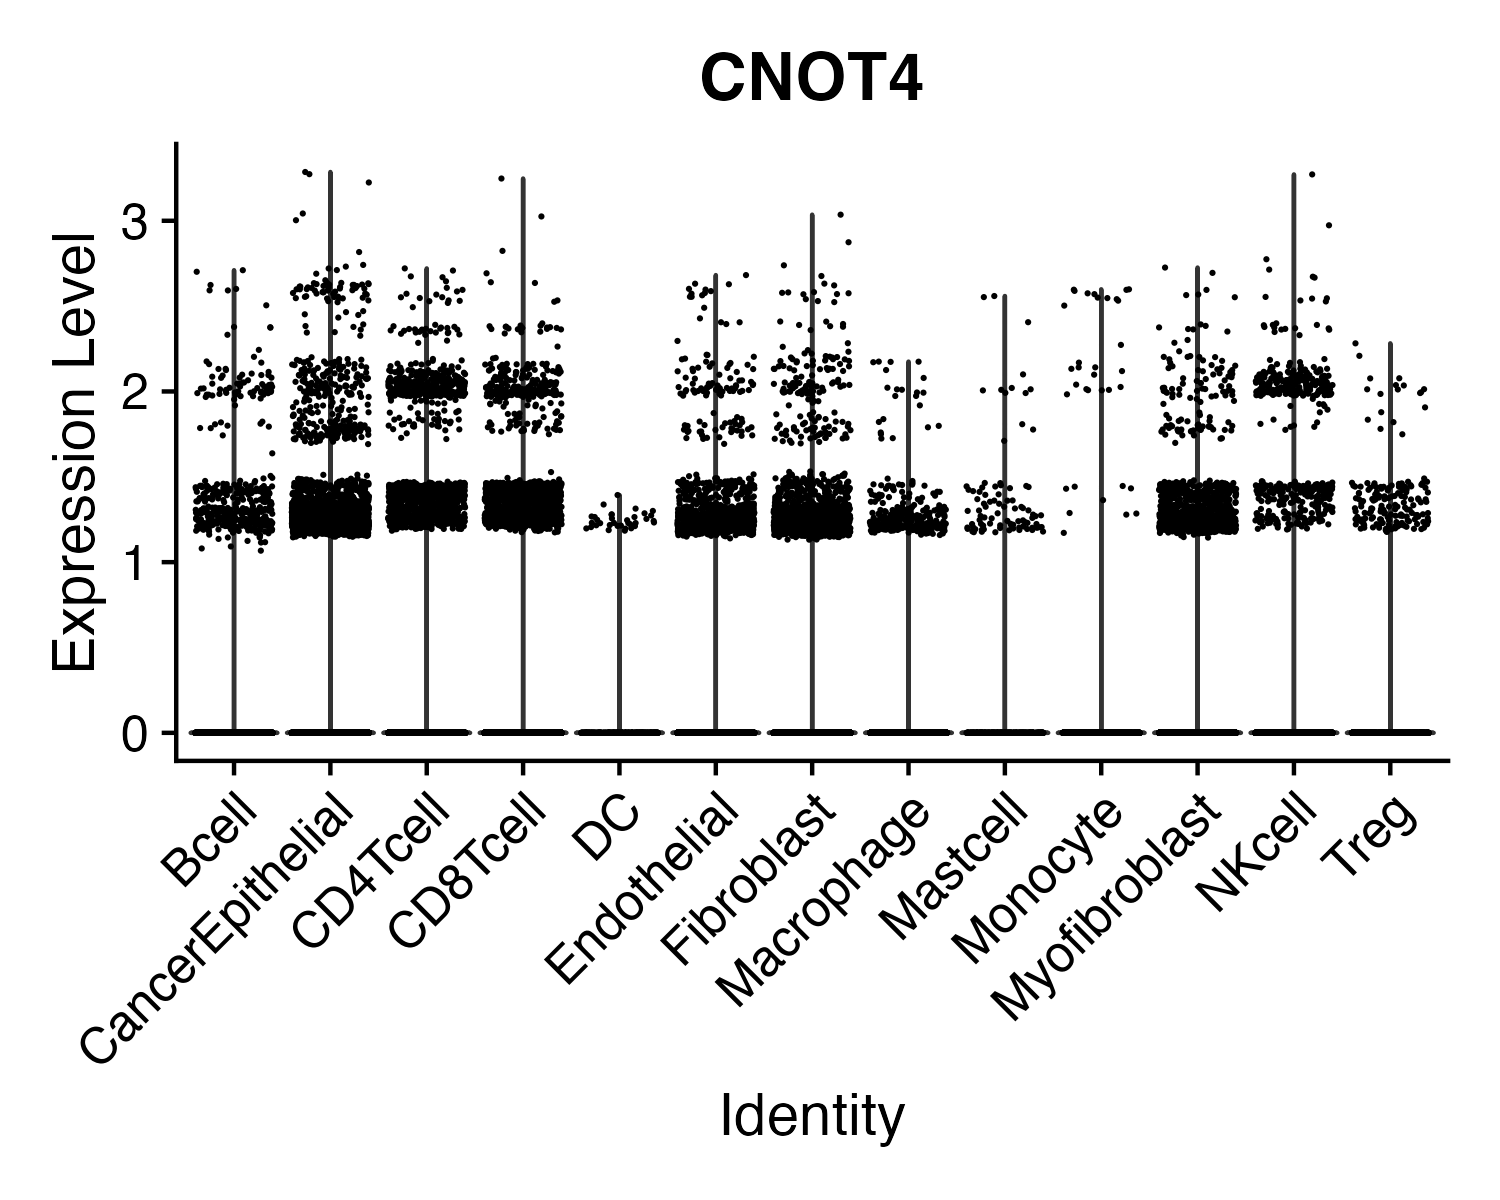 CNOT4
Expression Level
3
2
1
0
Bcell
CancerEpithelial
CD4Tcell
CD8Tcell
DC
Endothelial
Fibroblast
Macrophage
Mastcell
Monocyte
Myofibroblast
NKcell
Treg
Identity